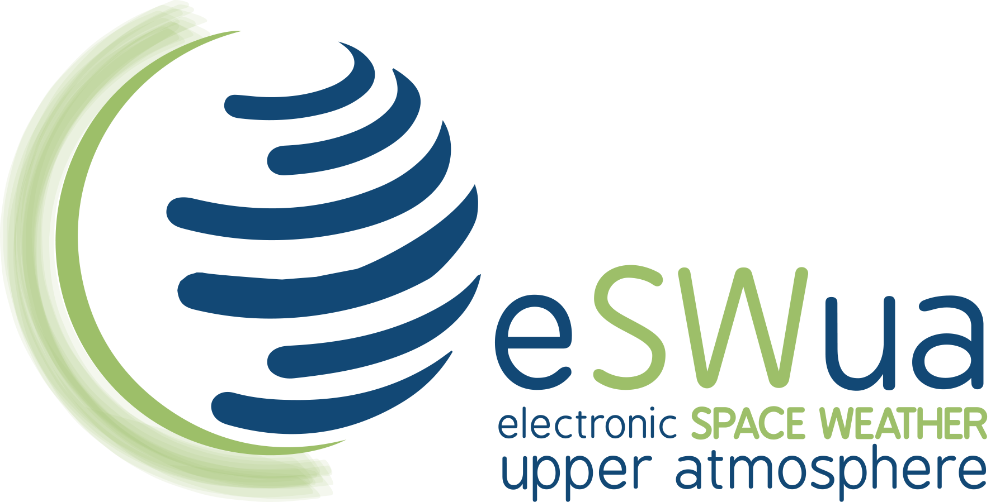 eSWua
electronic SPACE WEATHER
upper atmosphere